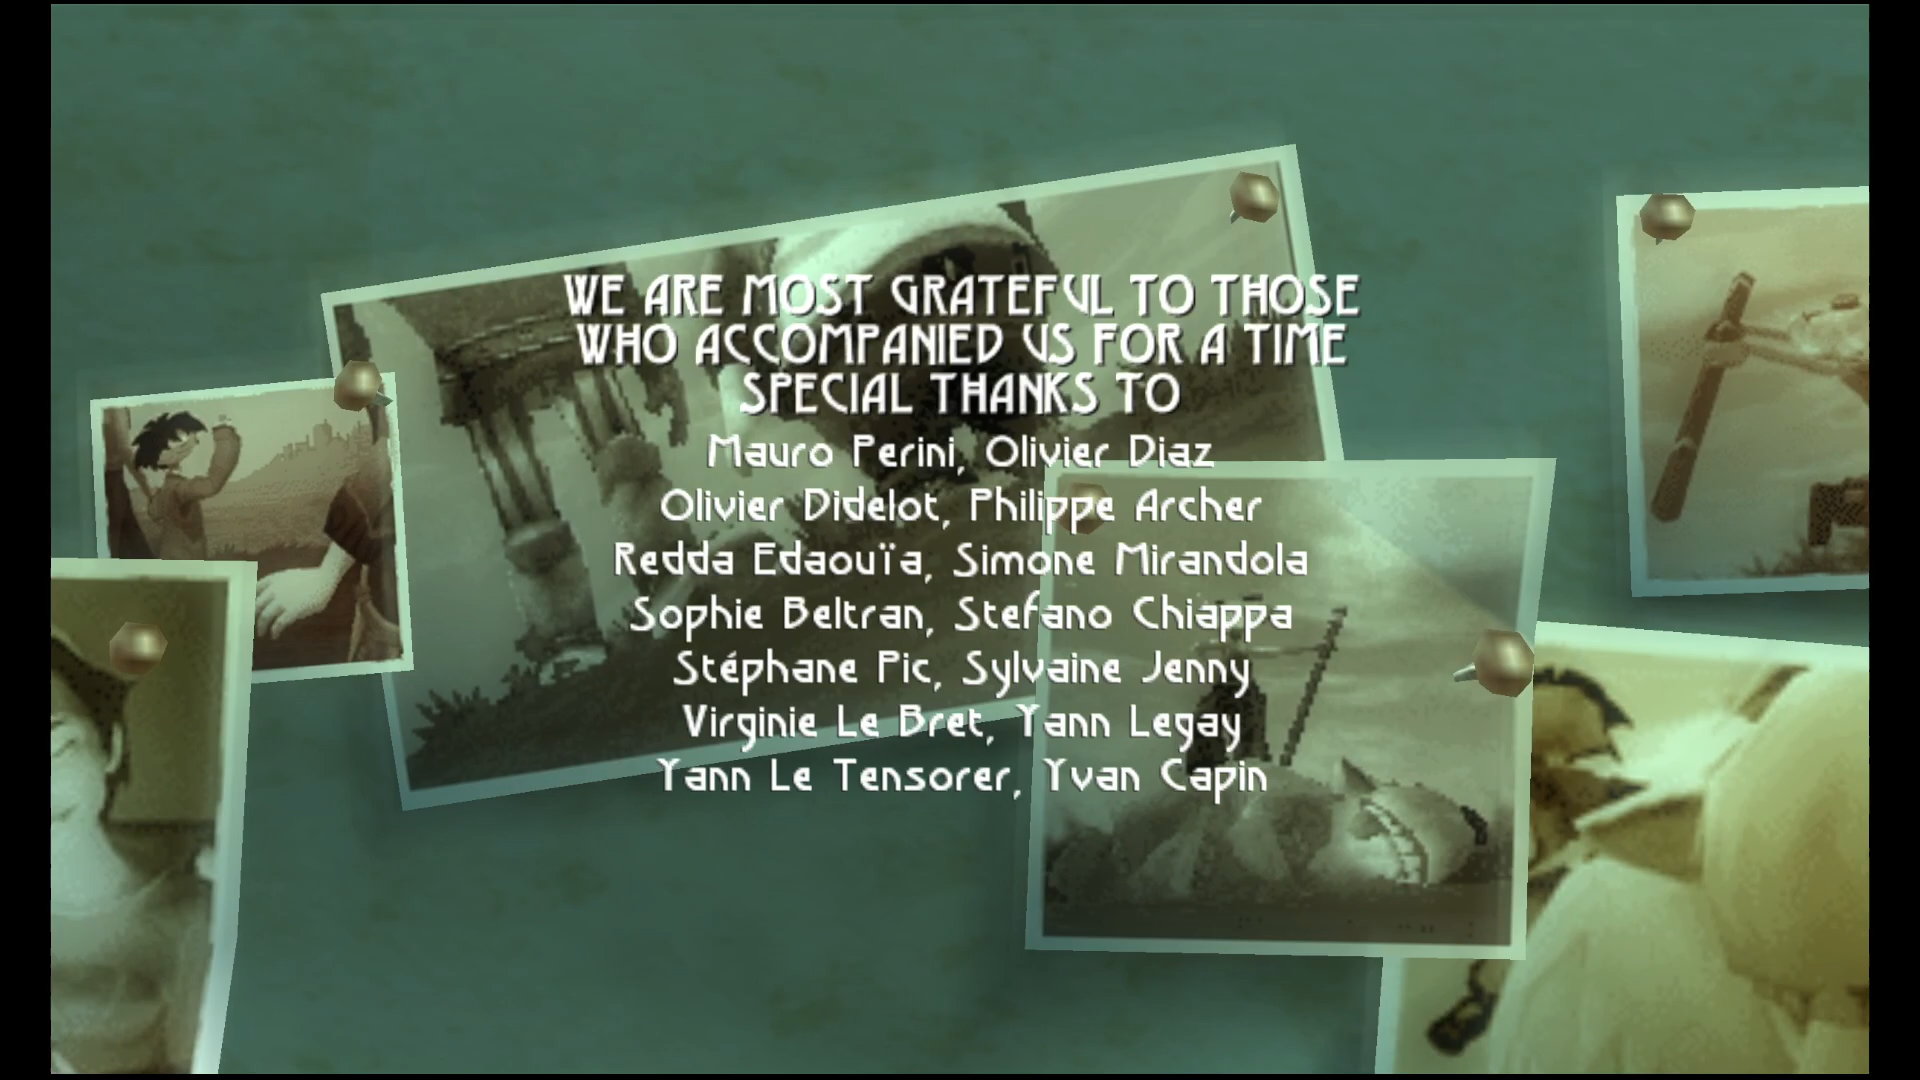 WE ARE MOST GRATEFUL TO THOSE
WHO ACCOMPANIED US FOR A TIME
SPECIAL THANKS TO
Mauro Perini, Olivier Diaz
Olivier Didelot, Philippe Archer
Redda Edaouïa, Simone Mirandola
Sophie Beltran, Stefano Chiappa
Stéphane Pic, Sylvaine Jenny
Virginie Le Bret, Yann Legay
Yann Le Tensorer, Yvan Capin